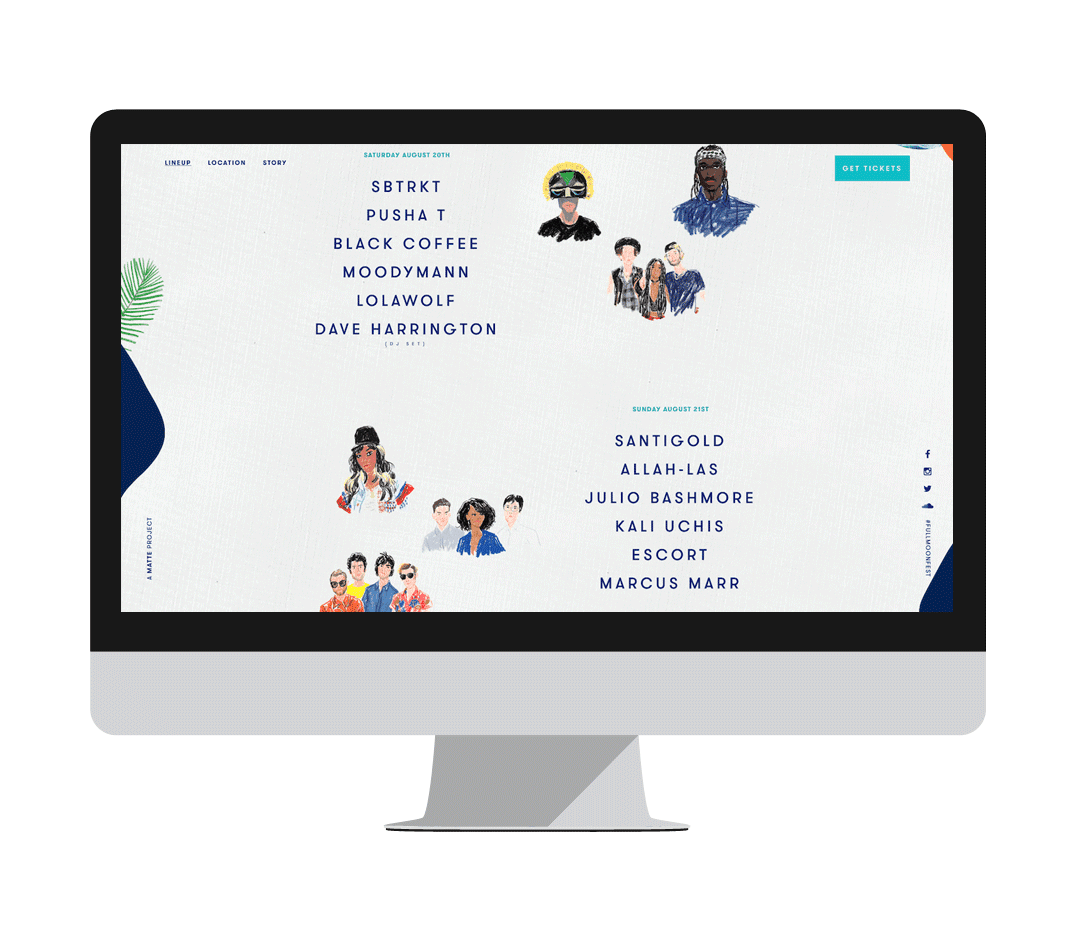 LINEUP LOCATION STORY
GET TICKETS
SATURDAY AUGUST 20TH
SBTRKT
PUSHA T
BLACK COFFEE
MOODYMANN
LOLAWOLF
DAVE HARRINGTON
(DJ SET)
SUNDAY AUGUST 21ST
SANTIGOLD
ALLAH-LAS
JULIO BASHMORE
KALI UCHIS
ESCORT
MARCUS MARR
A MATTE PROJECT
#FULLMOONFEST